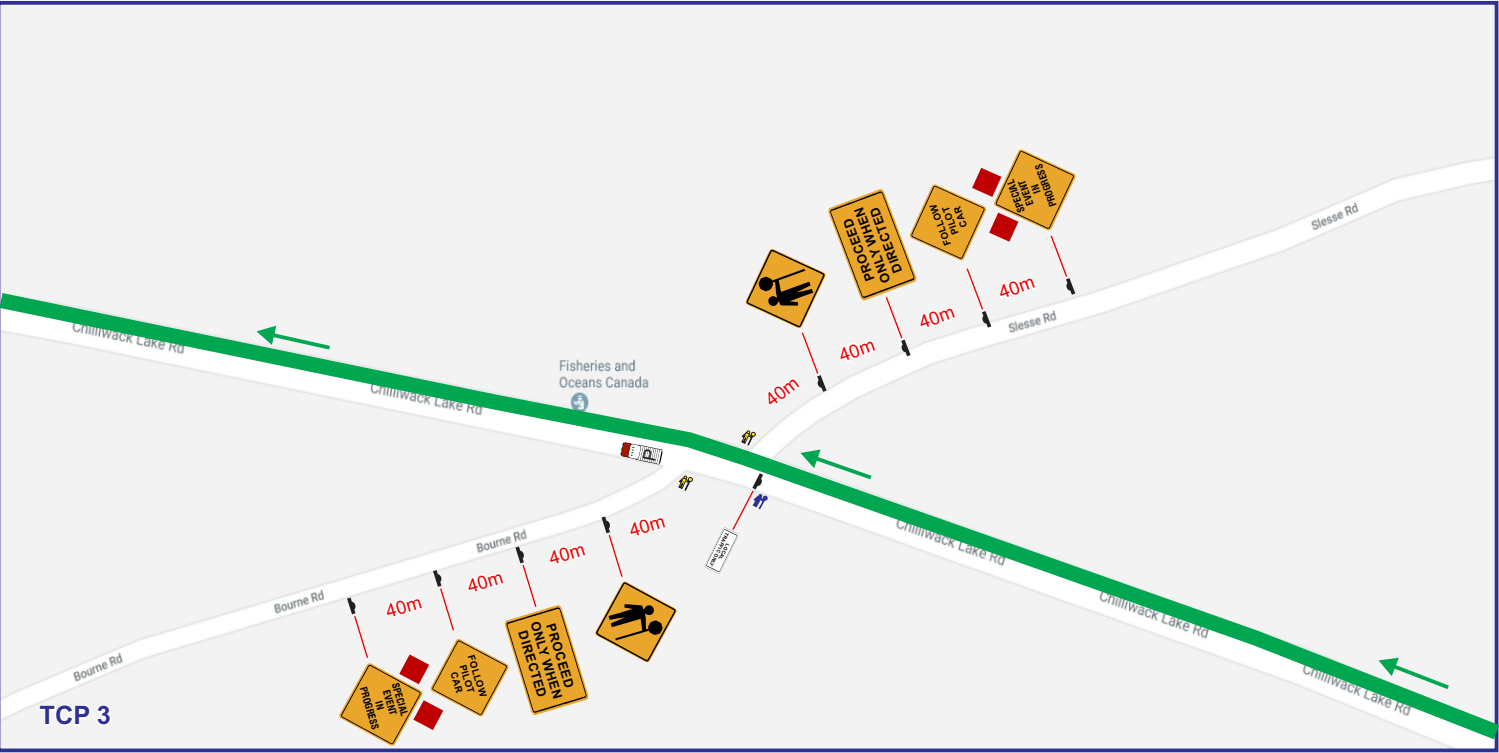 SPECIAL
EVENT
IN
PROGRESS
FOLLOW
PILOT
CAR
PROCEED
ONLY WHEN
DIRECTED
Slesse Rd
40m
40m
40m
40m
Slesse Rd
Chilliwack Lake Rd
Chilliwack Lake Rd
Fisheries and
Oceans Canada
P
LOCAL
TRAFFIC ONLY
Chilliwack Lake Rd
Chilliwack Lake Rd
Chilliwack Lake Rd
Bourne Rd
40m
40m
40m
40m
Bourne Rd
Bourne Rd
PROCEED
ONLY WHEN
DIRECTED
FOLLOW
PILOT
CAR
SPECIAL
EVENT
IN
PROGRESS
TCP 3